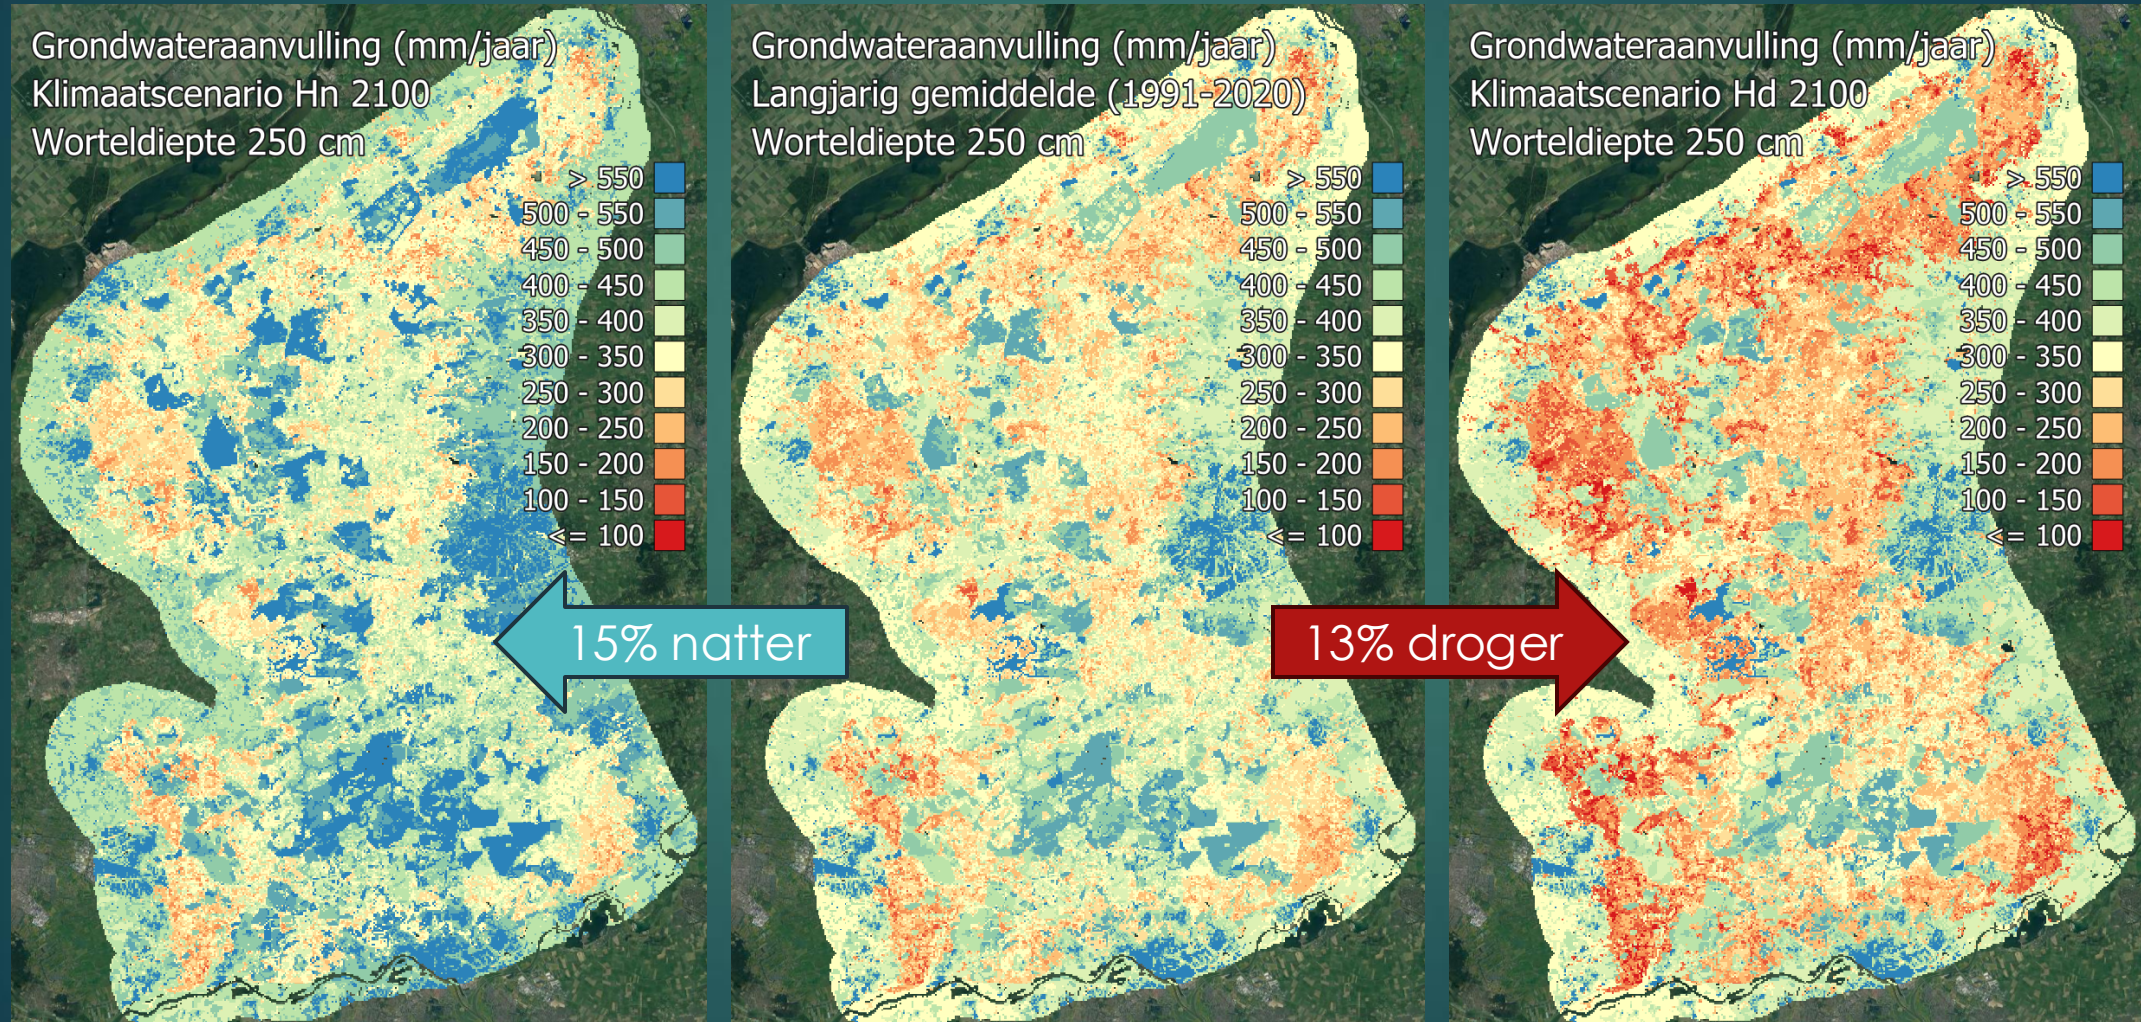 Grondwateraanvulling (mm/jaar)
Klimaatscenario Hn 2100
Worteldiepte 250 cm
> 550
500 - 550
450 - 500
400 - 450
350 - 400
300 - 350
250 - 300
200 - 250
150 - 200
100 - 150
<= 100
15% natter
Grondwateraanvulling (mm/jaar)
Langjarig gemiddelde (1991-2020)
Worteldiepte 250 cm
> 550
500 - 550
450 - 500
400 - 450
350 - 400
300 - 350
250 - 300
200 - 250
150 - 200
100 - 150
<= 100
13% droger
Grondwateraanvulling (mm/jaar)
Klimaatscenario Hd 2100
Worteldiepte 250 cm
> 550
500 - 550
450 - 500
400 - 450
350 - 400
300 - 350
250 - 300
200 - 250
150 - 200
100 - 150
<= 100